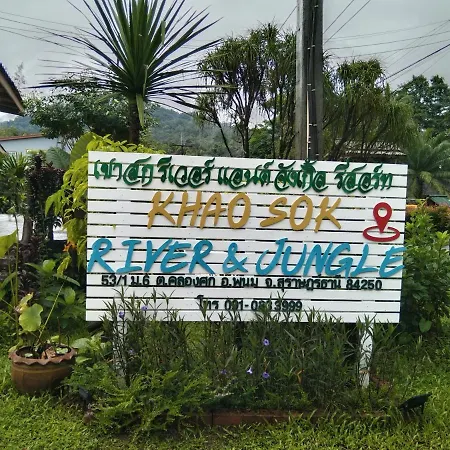 เขาสก ริเวอร์ แอนด์ จังเกิ้ล รีสอร์ท
KHAO SOK
RIVER & JUNGLE
53/1 ม.6 ต.คลองศก อ.พนม จ.สุราษฎร์ธานี 84250
โทร